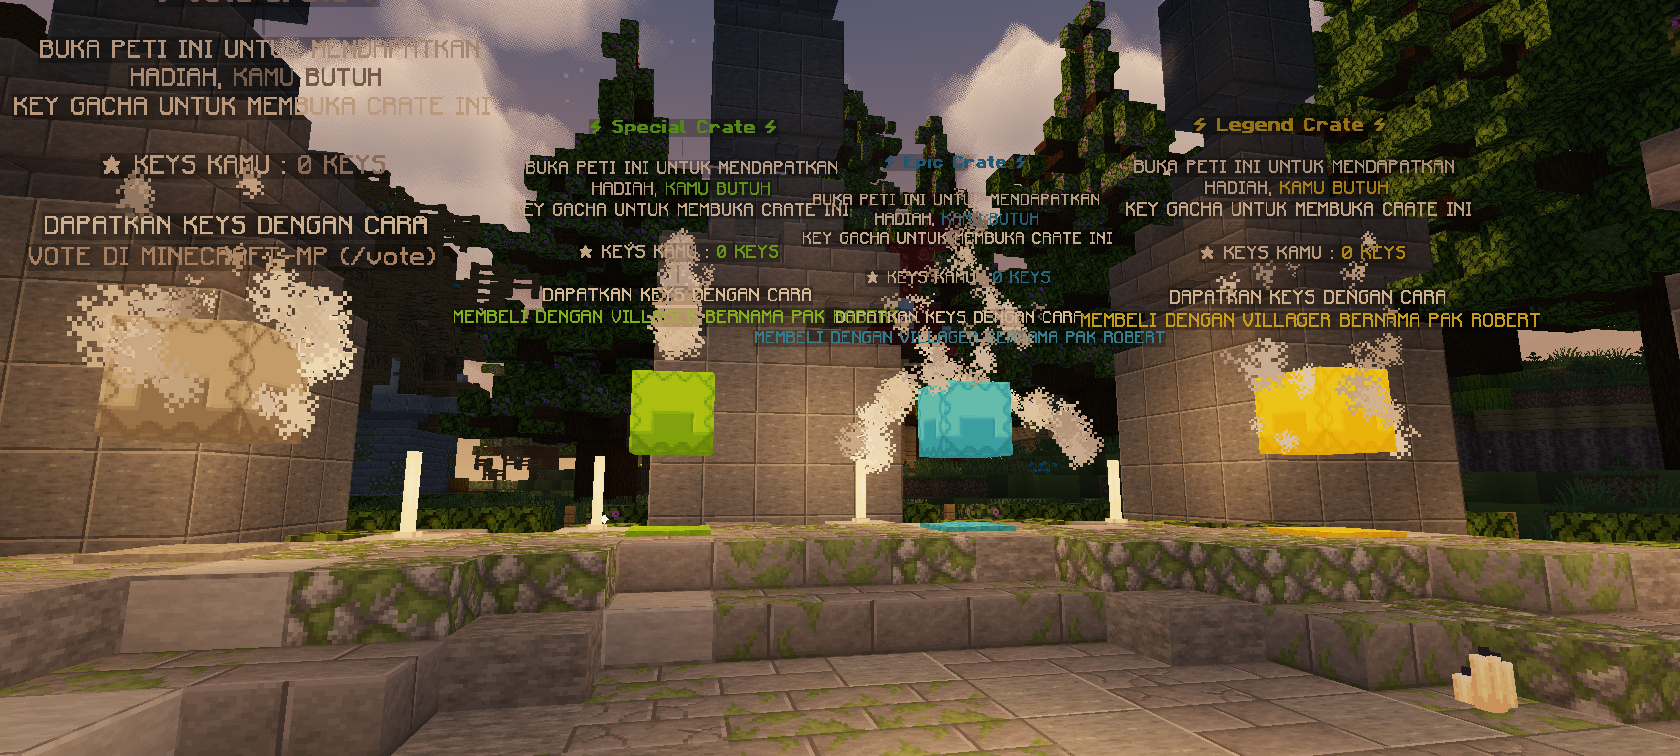 BUKA PETI INI UNTUK MENDAPATKAN
HADIAH, KAMU BUTUH
KEY GACHA UNTUK MEMBUKA CRATE INI
★ KEYS KAMU : 0 KEYS
DAPATKAN KEYS DENGAN CARA
VOTE DI MINECRAFT-MP (/vote)
⚡ Special Crate ⚡
BUKA PETI INI UNTUK MENDAPATKAN
HADIAH, KAMU BUTUH
EY GACHA UNTUK MEMBUKA CRATE INI
★ KEYS KAMU : 0 KEYS
DAPATKAN KEYS DENGAN CARA
MEMBELI DENGAN VILLAGER BERNAMA PAK
⚡ Epic Crate ⚡
BUKA PETI INI UNTUK MENDAPATKAN
HADIAH, KAMU BUTUH
KEY GACHA UNTUK MEMBUKA CRATE INI
★ KEYS KAMU : 0 KEYS
DAPATKAN KEYS DENGAN CARA
MEMBELI DENGAN VILLAGER BERNAMA PAK ROBERT
⚡ Legend Crate ⚡
BUKA PETI INI UNTUK MENDAPATKAN
HADIAH, KAMU BUTUH
KEY GACHA UNTUK MEMBUKA CRATE INI
★ KEYS KAMU : 0 KEYS
DAPATKAN KEYS DENGAN CARA
MEMBELI DENGAN VILLAGER BERNAMA PAK ROBERT